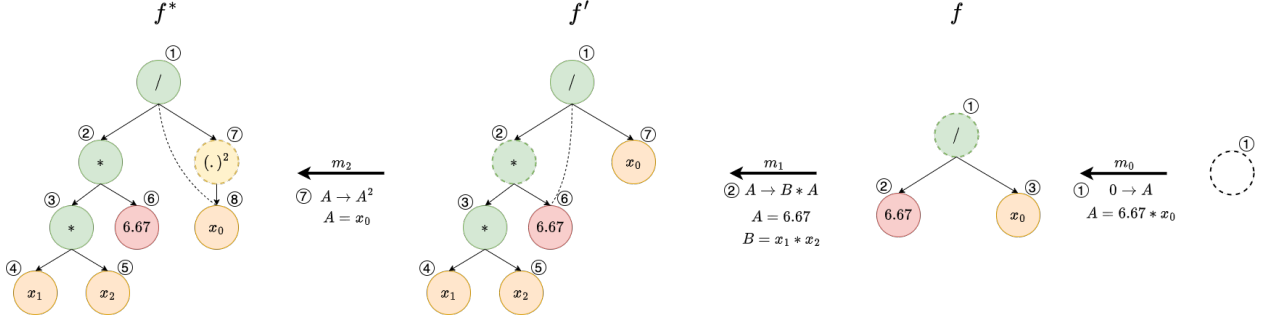 f*
f′
f
①
/
②
*
⑦
(.)²
③
*
⑥
6.67
⑧
x₀
④
x₁
⑤
x₂
m₂
⑦ A → A²
A = x₀
①
/
②
*
⑦
x₀
③
*
⑥
6.67
④
x₁
⑤
x₂
m₁
② A → B * A
A = 6.67
B = x₁ * x₂
①
/
②
6.67
③
x₀
m₀
① 0 → A
A = 6.67 * x₀
①